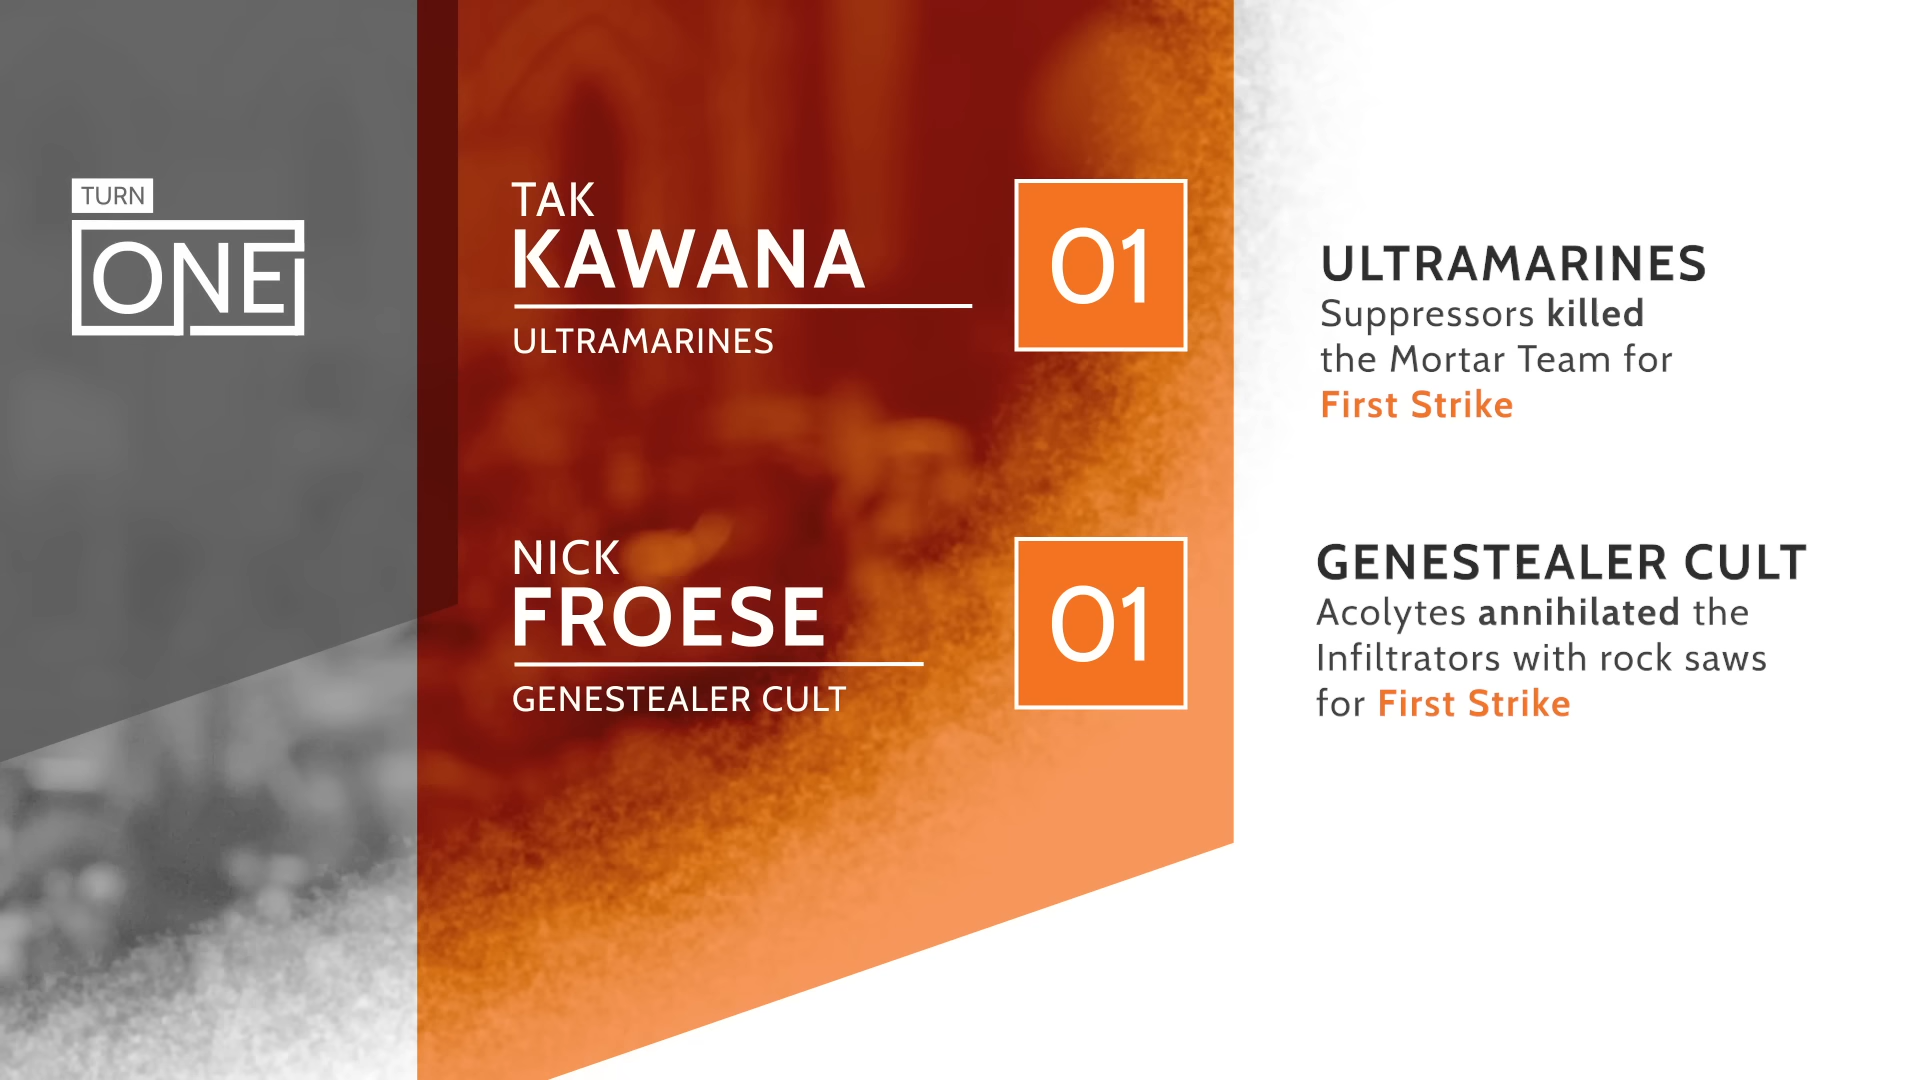 TURN
ONE
TAK
KAWANA
ULTRAMARINES
01
NICK
FROESE
GENESTEALER CULT
01
ULTRAMARINES
Suppressors killed
the Mortar Team for
First Strike
GENESTEALER CULT
Acolytes annihilated the
Infiltrators with rock saws
for First Strike